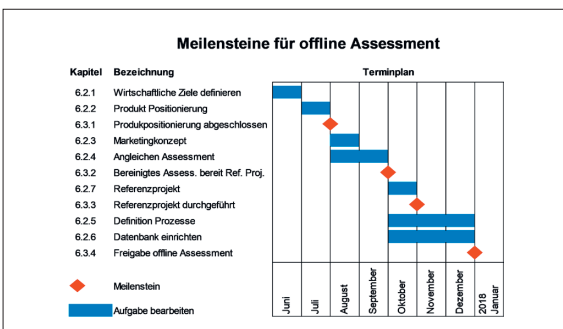 Meilensteine für offline Assessment
Kapitel Bezeichnung Terminplan
6.2.1 Wirtschaftliche Ziele definieren
6.2.2 Produkt Positionierung
6.3.1 Produkpositionierung abgeschlossen
6.2.3 Marketingkonzept
6.2.4 Angleichen Assessment
6.3.2 Bereinigtes Assess. bereit Ref. Proj.
6.2.7 Referenzprojekt
6.3.3 Referenzprojekt durchgeführt
6.2.5 Definition Prozesse
6.2.6 Datenbank einrichten
6.3.4 Freigabe offline Assessment
Meilenstein
Aufgabe bearbeiten
Juni
Juli
August
September
Oktober
November
Dezember
2018
Januar